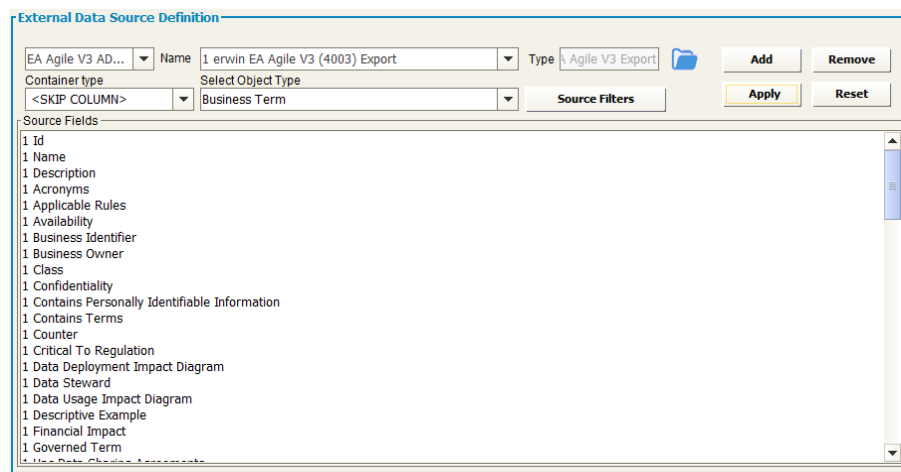 External Data Source Definition
EA Agile V3 AD... Name 1 erwin EA Agile V3 (4003) Export Type Agile V3 Export Add Remove
Container type Select Object Type
<SKIP COLUMN> Business Term Source Filters Apply Reset
Source Fields
1 Id
1 Name
1 Description
1 Acronyms
1 Applicable Rules
1 Availability
1 Business Identifier
1 Business Owner
1 Class
1 Confidentiality
1 Contains Personally Identifiable Information
1 Contains Terms
1 Counter
1 Critical To Regulation
1 Data Deployment Impact Diagram
1 Data Steward
1 Data Usage Impact Diagram
1 Descriptive Example
1 Financial Impact
1 Governed Term